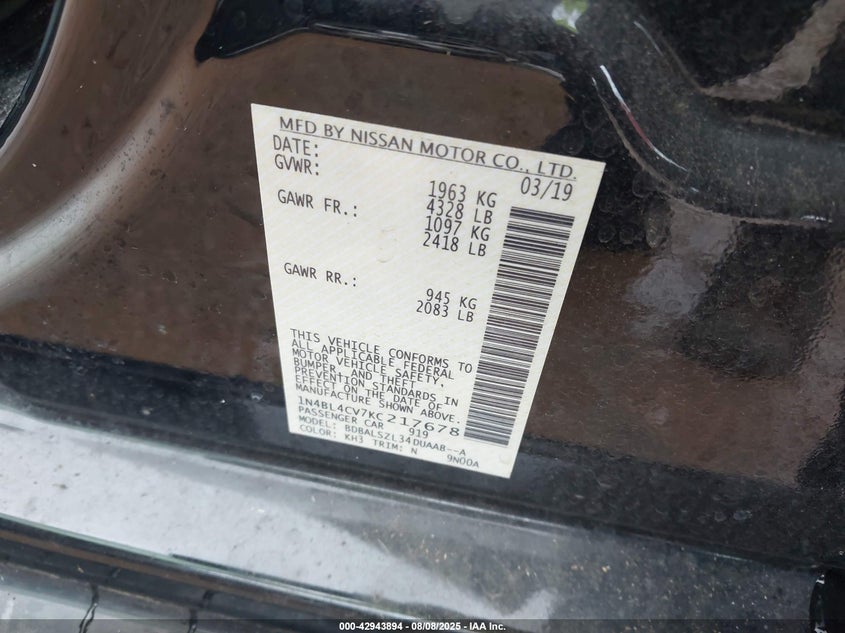 MFD BY NISSAN MOTOR CO., LTD.
DATE: 03/19
GVWR: 1963 KG
4328 LB
GAWR FR.: 1097 KG
2418 LB
GAWR RR.: 945 KG
2083 LB
THIS VEHICLE CONFORMS TO
ALL APPLICABLE FEDERAL
MOTOR VEHICLE SAFETY,
BUMPER, AND THEFT
PREVENTION STANDARDS IN
EFFECT ON THE DATE OF
MANUFACTURE SHOWN ABOVE.
1N4BL4CV7KC217678
PASSENGER CAR 919
MODEL: BDBALSZL34DUAAB--A
COLOR: KH3 TRIM: N 9N00A
000-42943894 - 08/08/2025 - IAA Inc.